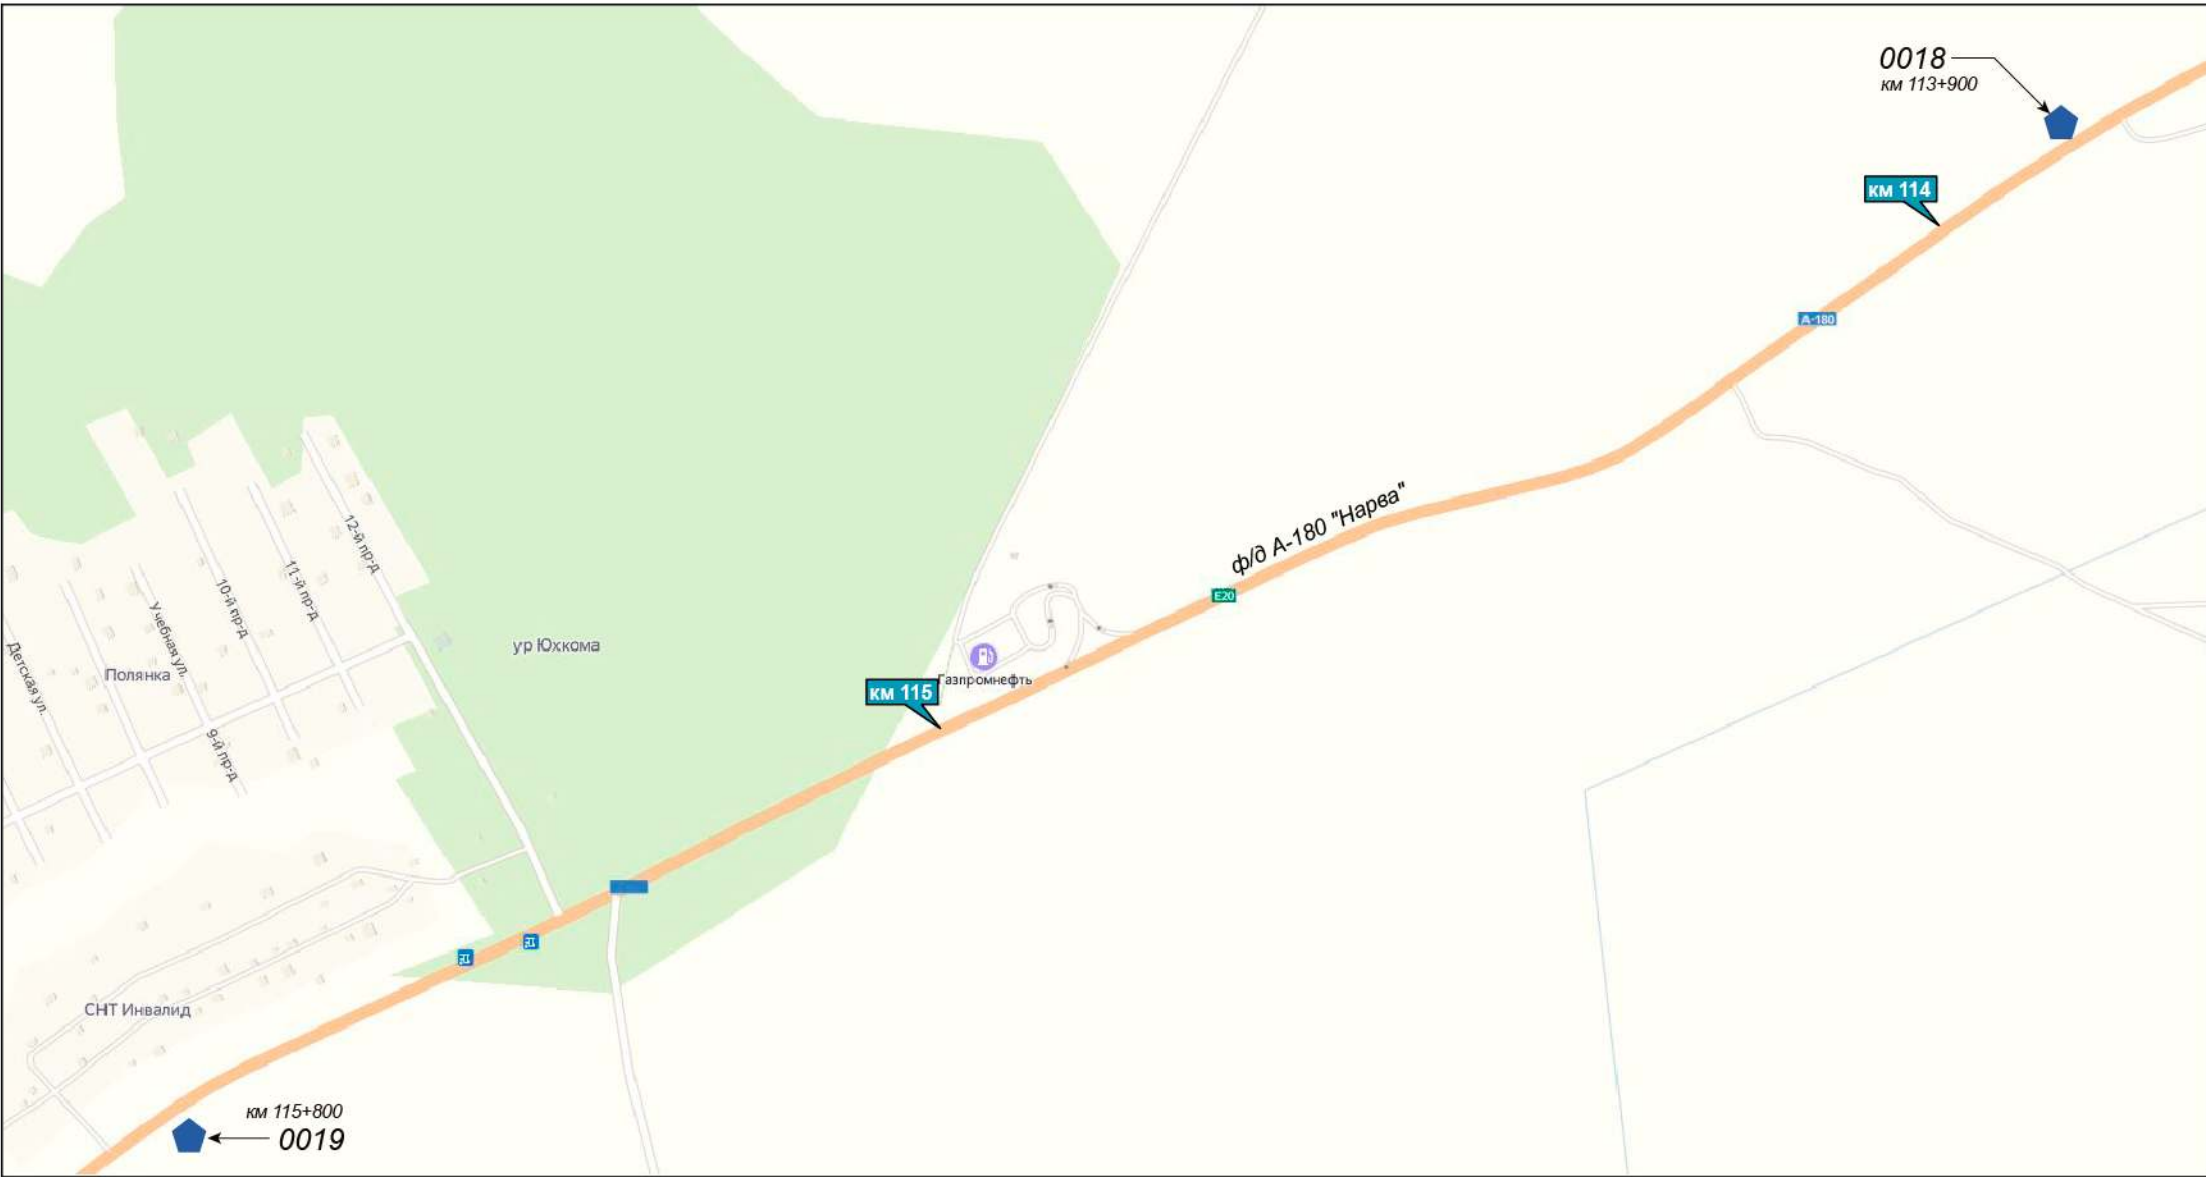 0018
км 113+900
км 114
А-180
ф/д А-180 "Нарва"
E20
12-й пр-д
11-й пр-д
10-й пр-д
Учебная ул.
Детская ул.
Полянка
9-й пр-д
ур Юхкома
Газпромнефть
км 115
СНТ Инвалид
км 115+800
0019